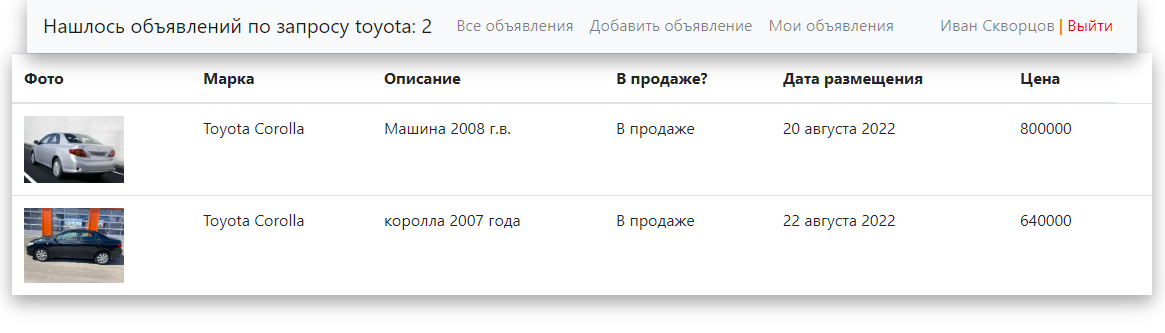 Нашлось объявлений по запросу toyota: 2 Все объявления Добавить объявление Мои объявления Иван Скворцов | Выйти
Фото Марка Описание В продаже? Дата размещения Цена
Toyota Corolla Машина 2008 г.в. В продаже 20 августа 2022 800000
Toyota Corolla королла 2007 года В продаже 22 августа 2022 640000